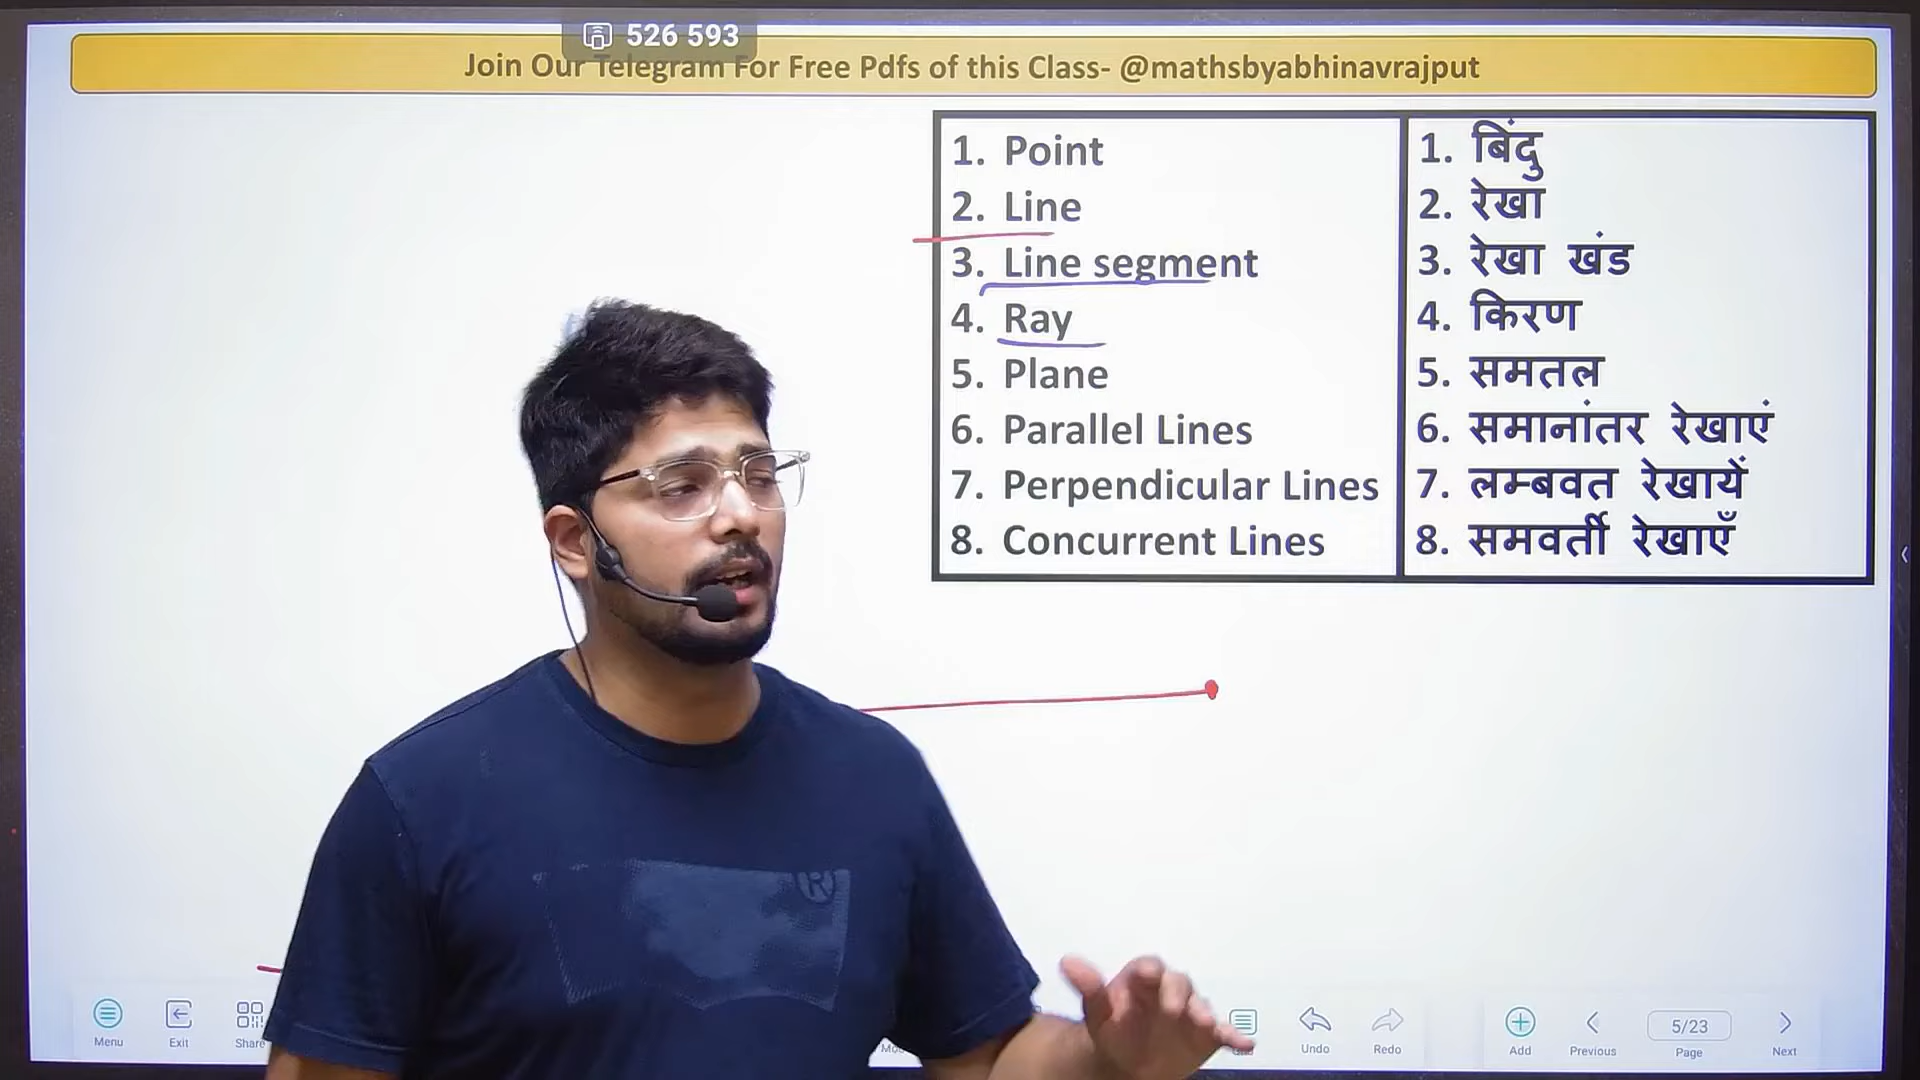 526 593
Join Our Telegram For Free Pdfs of this Class- @mathsbyabhinavrajput
1. Point
2. Line
3. Line segment
4. Ray
5. Plane
6. Parallel Lines
7. Perpendicular Lines
8. Concurrent Lines
1. बिंदु
2. रेखा
3. रेखा खंड
4. किरण
5. समतल
6. समानांतर रेखाएं
7. लम्बवत रेखायें
8. समवर्ती रेखाएँ
R
Menu
Exit
Share
Undo
Redo
Add
Previous
5/23
Page
Next